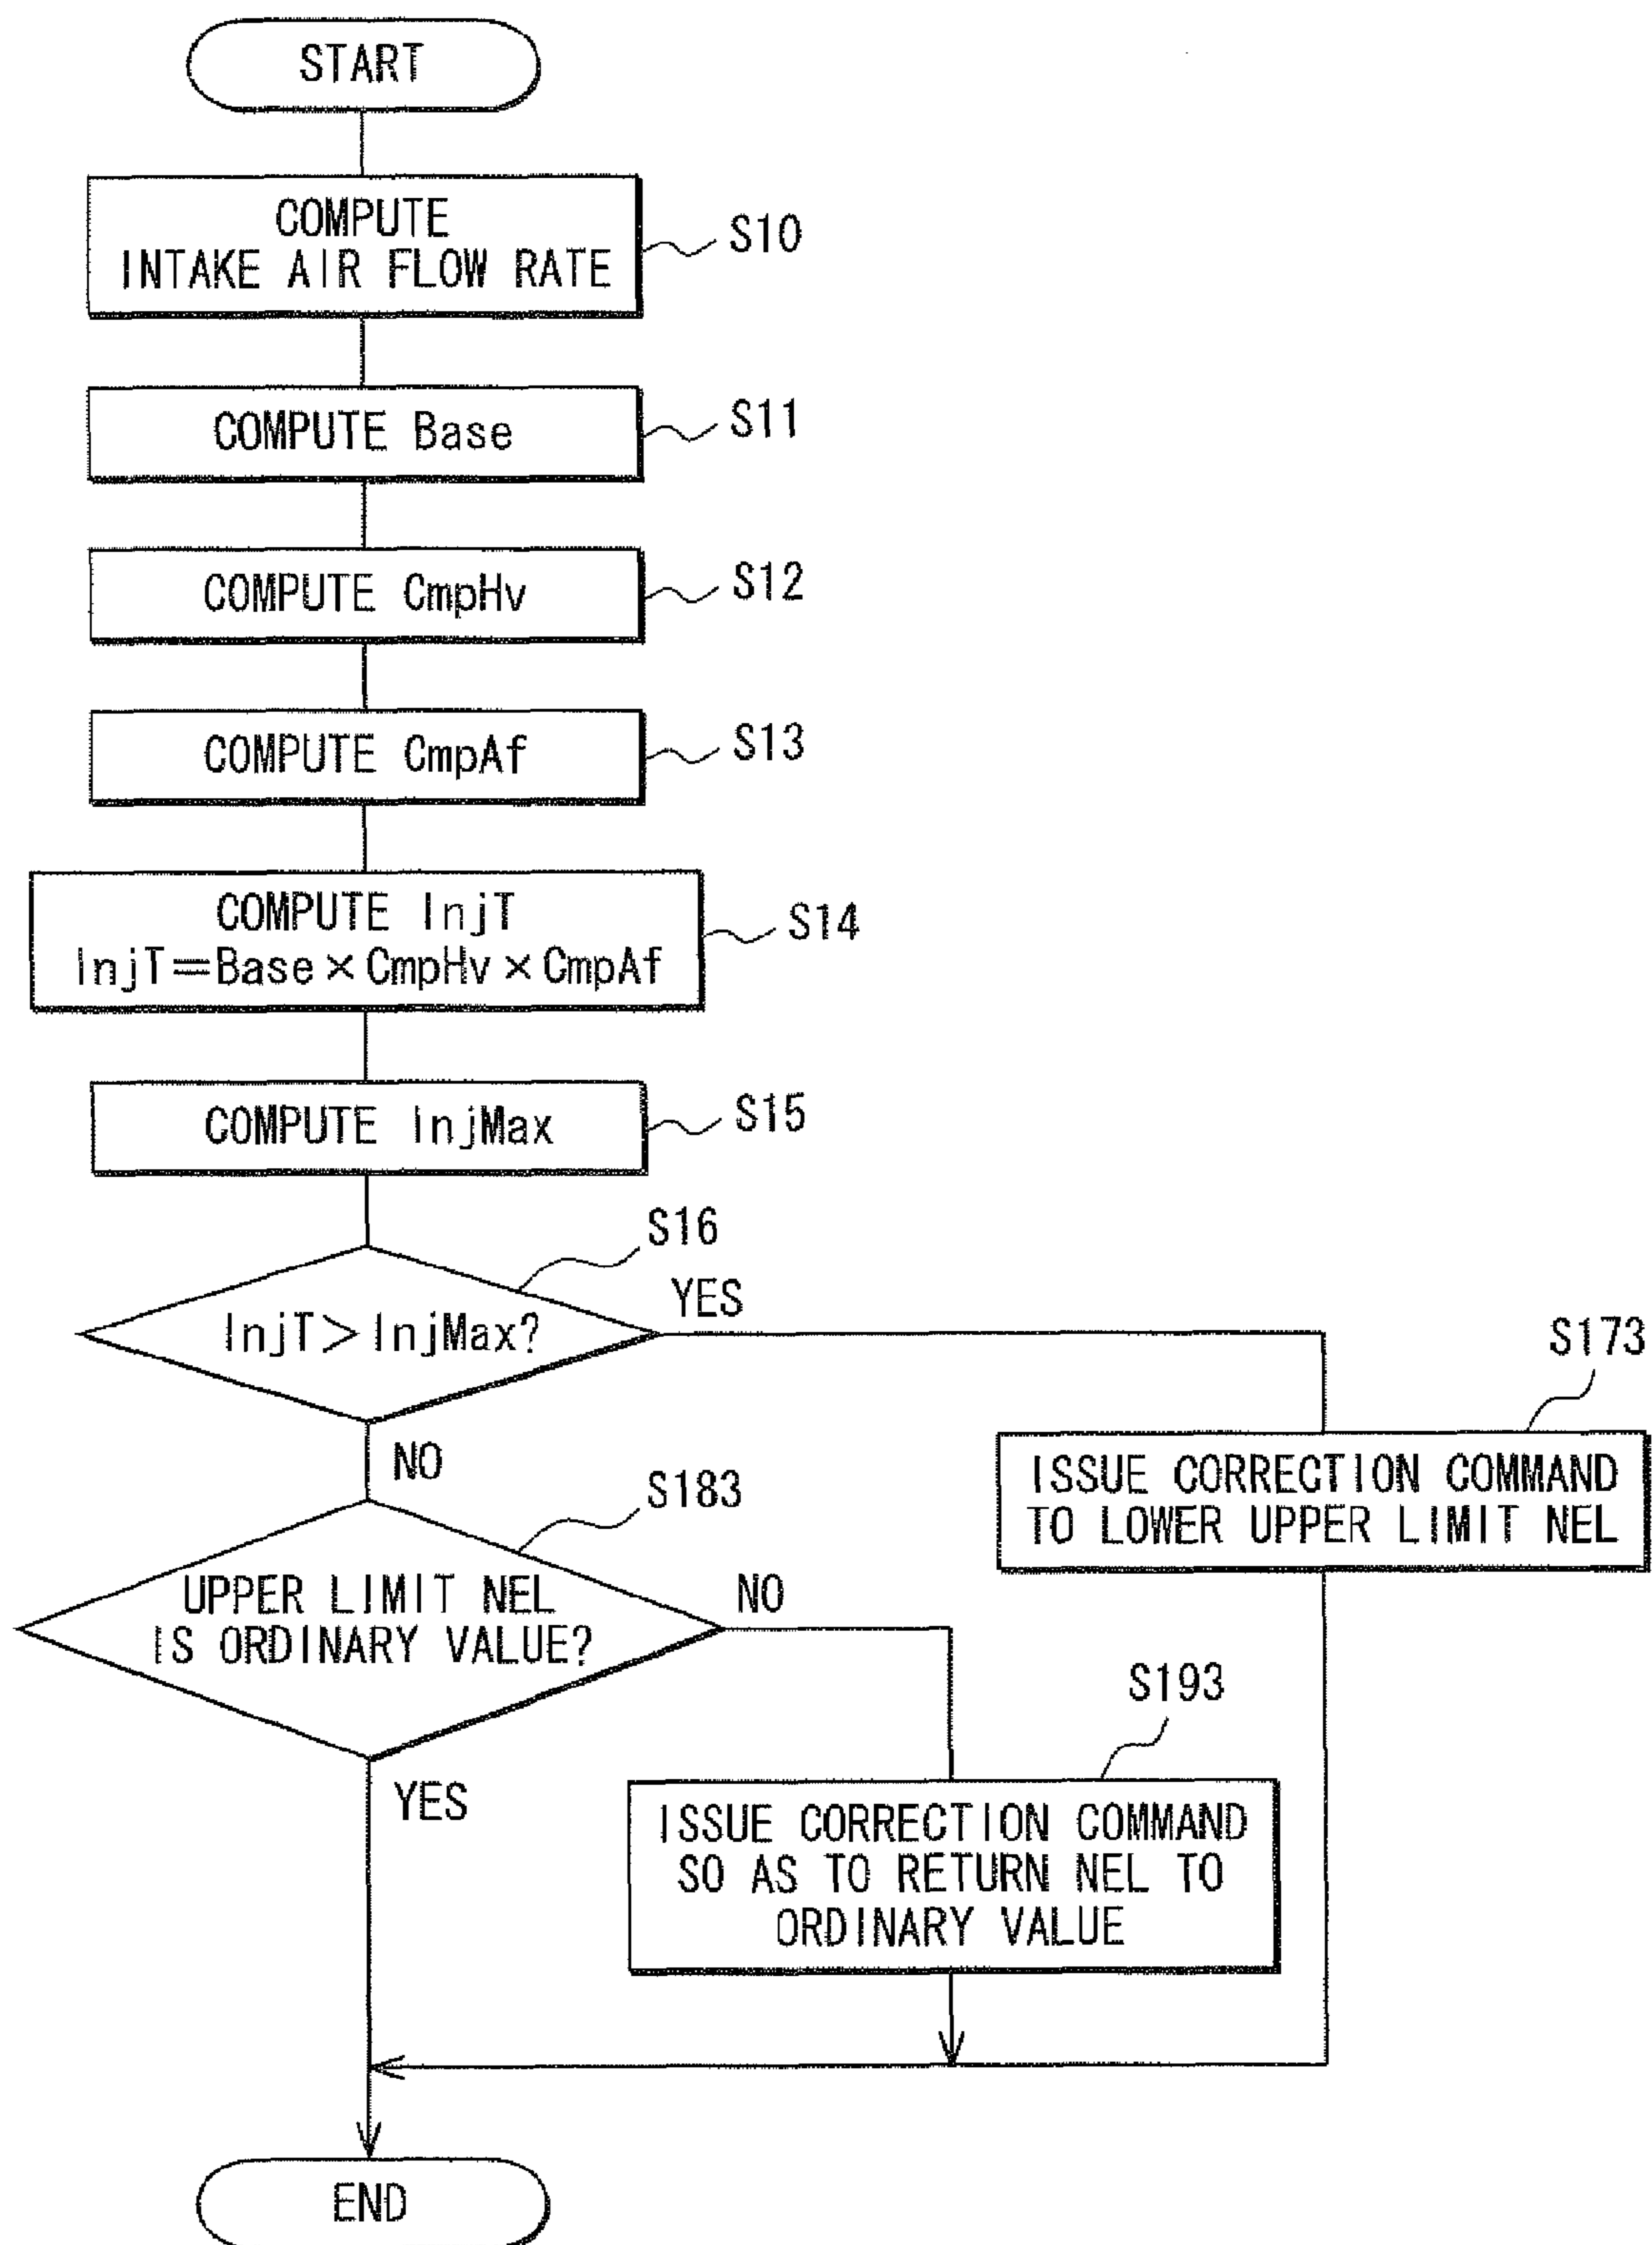 START
COMPUTE
INTAKE AIR FLOW RATE
S10
COMPUTE Base
S11
COMPUTE CmpHv
S12
COMPUTE CmpAf
S13
COMPUTE InjT
InjT=Base×CmpHv×CmpAf
S14
COMPUTE InjMax
S15
S16
InjT>InjMax?
YES
NO
S173
ISSUE CORRECTION COMMAND
TO LOWER UPPER LIMIT NEL
S183
UPPER LIMIT NEL
IS ORDINARY VALUE?
NO
YES
S193
ISSUE CORRECTION COMMAND
SO AS TO RETURN NEL TO
ORDINARY VALUE
END